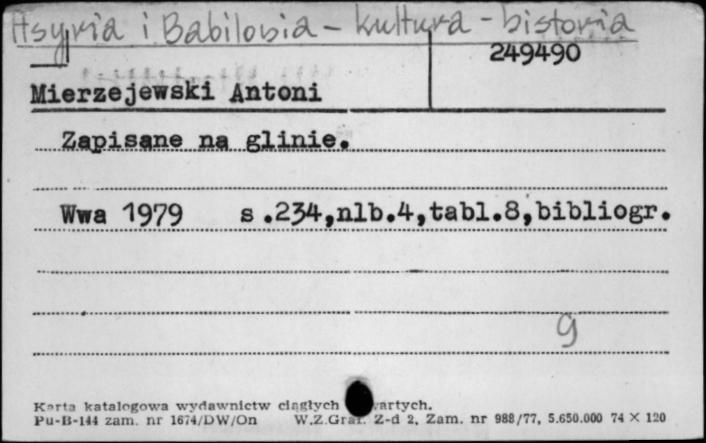 Asyria i Babilonia - kultura - historia
249490
Mierzejewski Antoni
Zapisane na glinie.
Wwa 1979 s.234,nlb.4,tabl.8,bibliogr.
g
Karta katalogowa wydawnictw ciągłych
Pu-B-144 zam. nr 1674/DW/On W.Z.Graf. Z-d 2, Zam. nr 988/77, 5.650.000 74 X 120